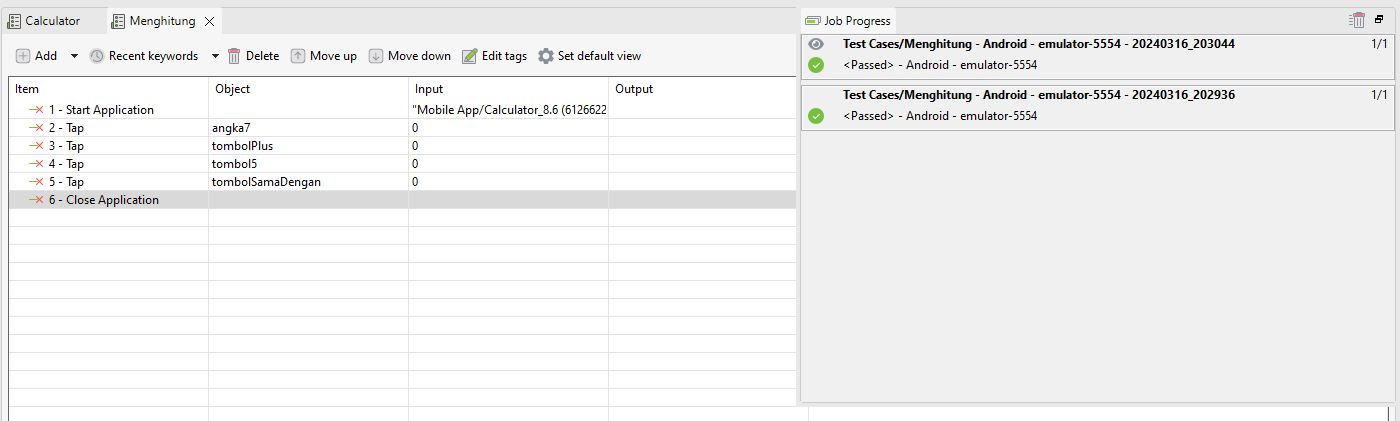 Calculator Menghitung
Add Recent keywords Delete Move up Move down Edit tags Set default view
Item Object Input Output
1 - Start Application "Mobile App/Calculator_8.6 (6126622
2 - Tap angka7 0
3 - Tap tombolPlus 0
4 - Tap tombol5 0
5 - Tap tombolSamaDengan 0
6 - Close Application
Job Progress
Test Cases/Menghitung - Android - emulator-5554 - 20240316_203044 1/1
<Passed> - Android - emulator-5554
Test Cases/Menghitung - Android - emulator-5554 - 20240316_202936 1/1
<Passed> - Android - emulator-5554